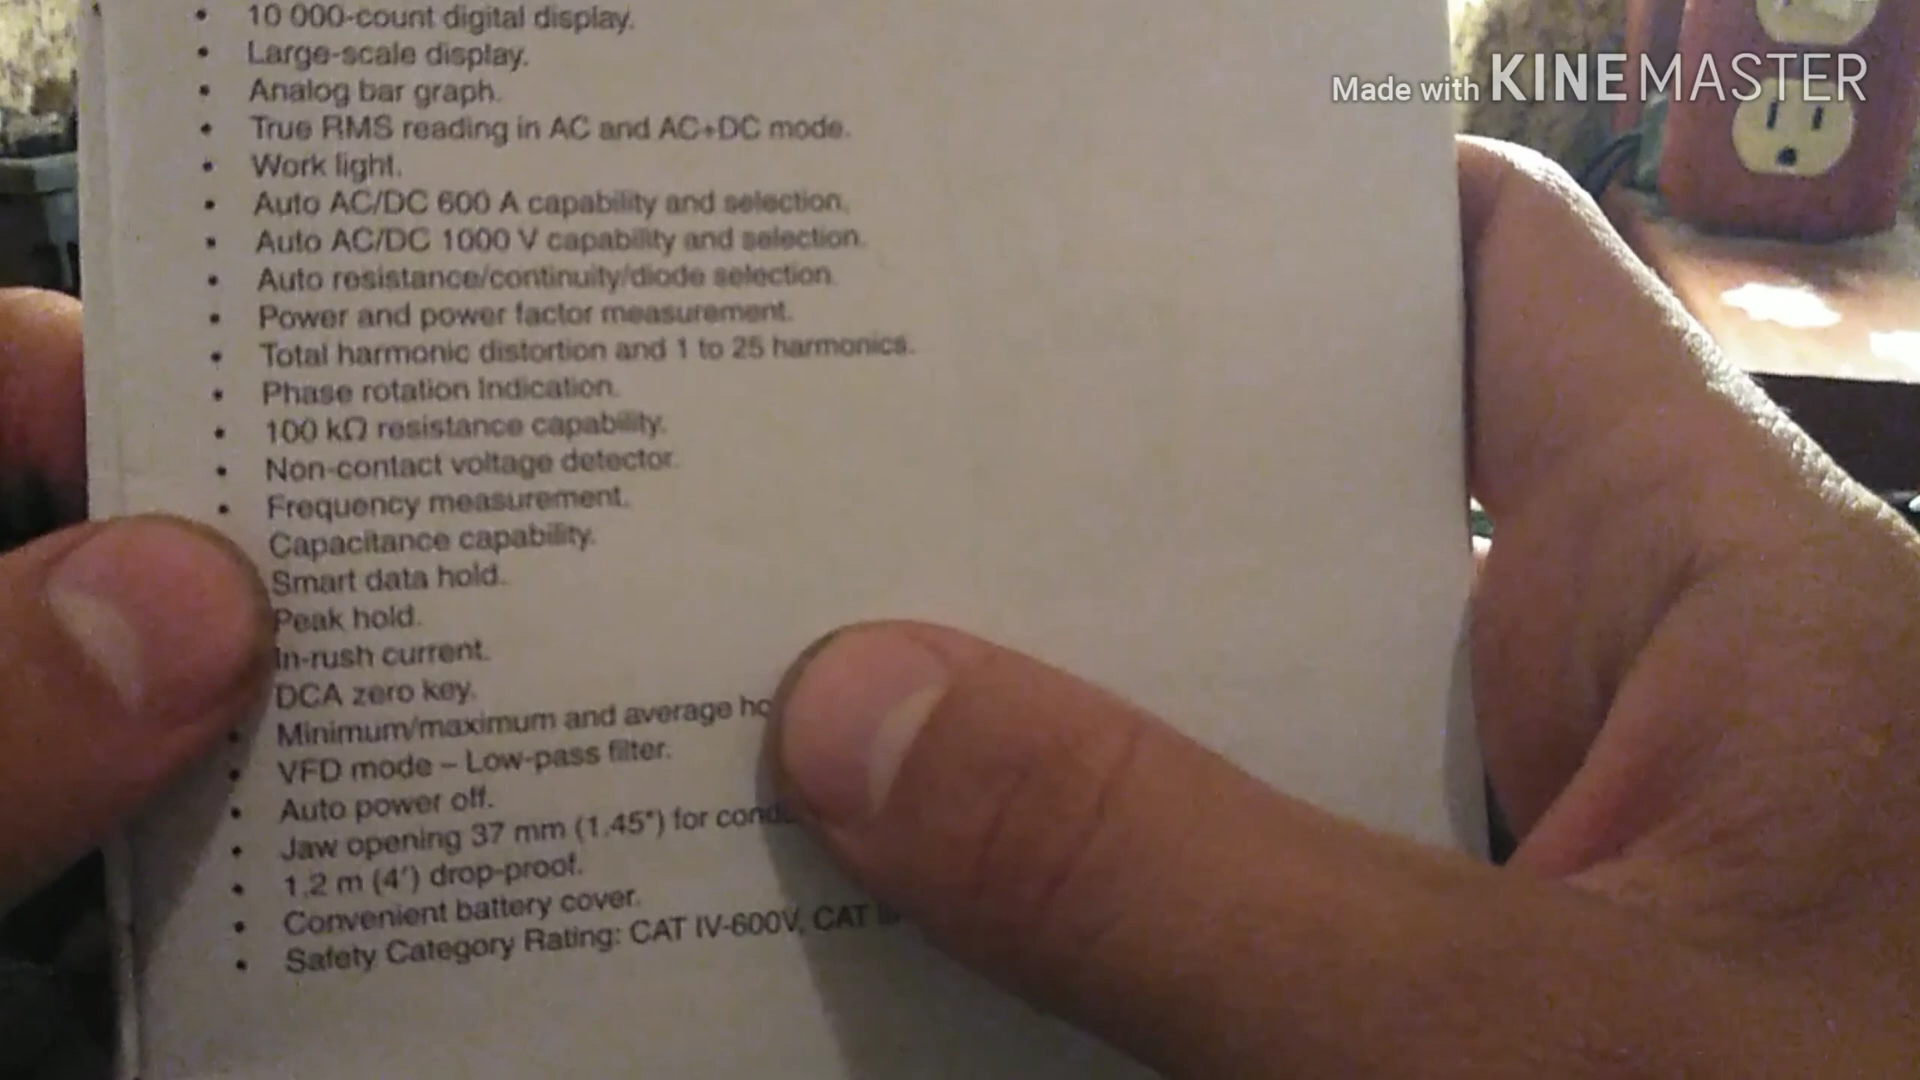 Made with KINEMASTER
• 10 000-count digital display.
• Large-scale display.
• Analog bar graph.
• True RMS reading in AC and AC+DC mode.
• Work light.
• Auto AC/DC 600 A capability and selection.
• Auto AC/DC 1000 V capability and selection.
• Auto resistance/continuity/diode selection.
• Power and power factor measurement.
• Total harmonic distortion and 1 to 25 harmonics.
• Phase rotation Indication.
• 100 kΩ resistance capability.
• Non-contact voltage detector.
• Frequency measurement.
Capacitance capability.
Smart data hold.
Peak hold.
In-rush current.
DCA zero key.
• Minimum/maximum and average
• VFD mode – Low-pass filter.
• Auto power off.
• Jaw opening 37 mm (1.45") for
• 1.2 m (4') drop-proof.
• Convenient battery cover.
• Safety Category Rating: CAT IV-600V, CAT